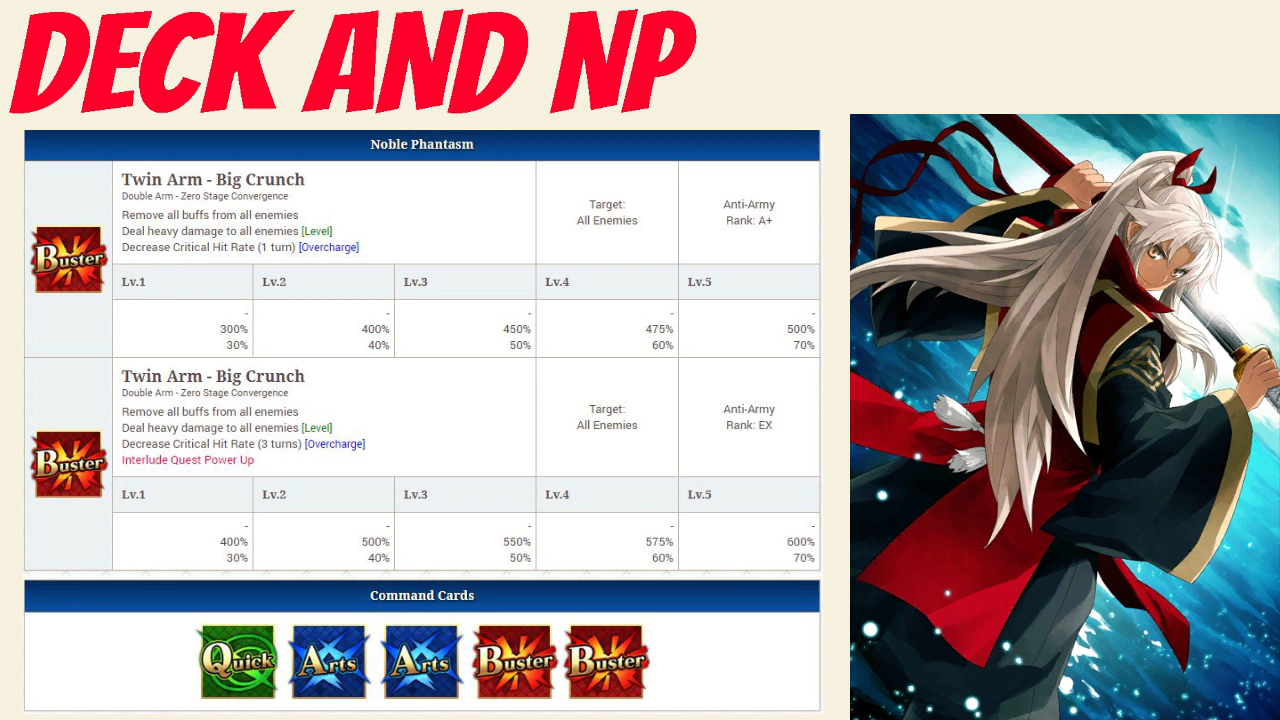 DECK AND NP
Noble Phantasm
Twin Arm - Big Crunch
Double Arm - Zero Stage Convergence
Remove all buffs from all enemies
Deal heavy damage to all enemies [Level]
Decrease Critical Hit Rate (1 turn) [Overcharge]
Target:
All Enemies
Anti-Army
Rank: A+
Buster
Lv.1 Lv.2 Lv.3 Lv.4 Lv.5
- - - - -
300% 400% 450% 475% 500%
30% 40% 50% 60% 70%
Twin Arm - Big Crunch
Double Arm - Zero Stage Convergence
Remove all buffs from all enemies
Deal heavy damage to all enemies [Level]
Decrease Critical Hit Rate (3 turns) [Overcharge]
Interlude Quest Power Up
Target:
All Enemies
Anti-Army
Rank: EX
Buster
Lv.1 Lv.2 Lv.3 Lv.4 Lv.5
- - - - -
400% 500% 550% 575% 600%
30% 40% 50% 60% 70%
Command Cards
Quick Arts Arts Buster Buster